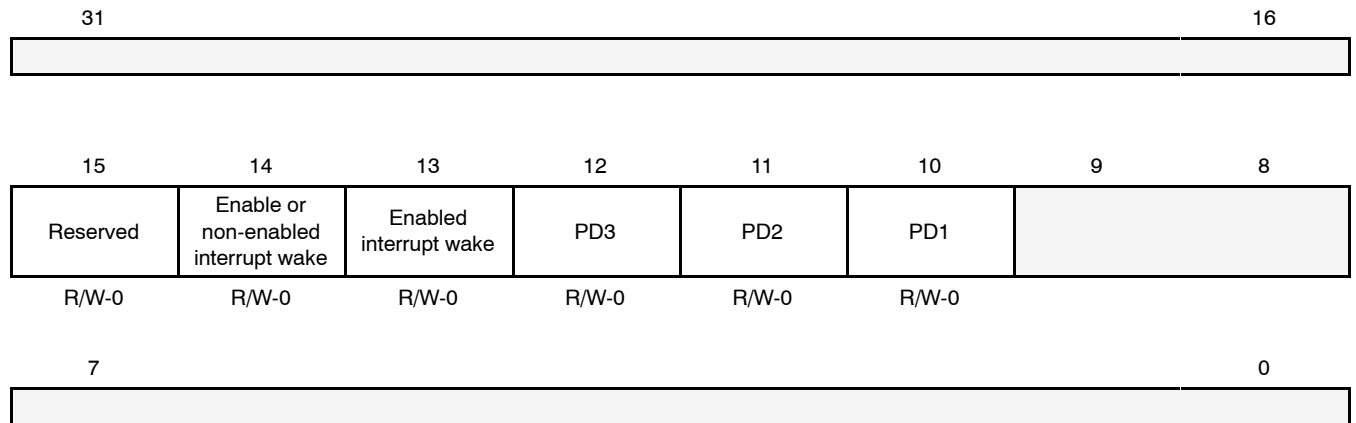 31 16
15 14 13 12 11 10 9 8
Reserved
Enable or
non-enabled
interrupt wake
Enabled
interrupt wake
PD3
PD2
PD1
R/W-0 R/W-0 R/W-0 R/W-0 R/W-0 R/W-0
7 0